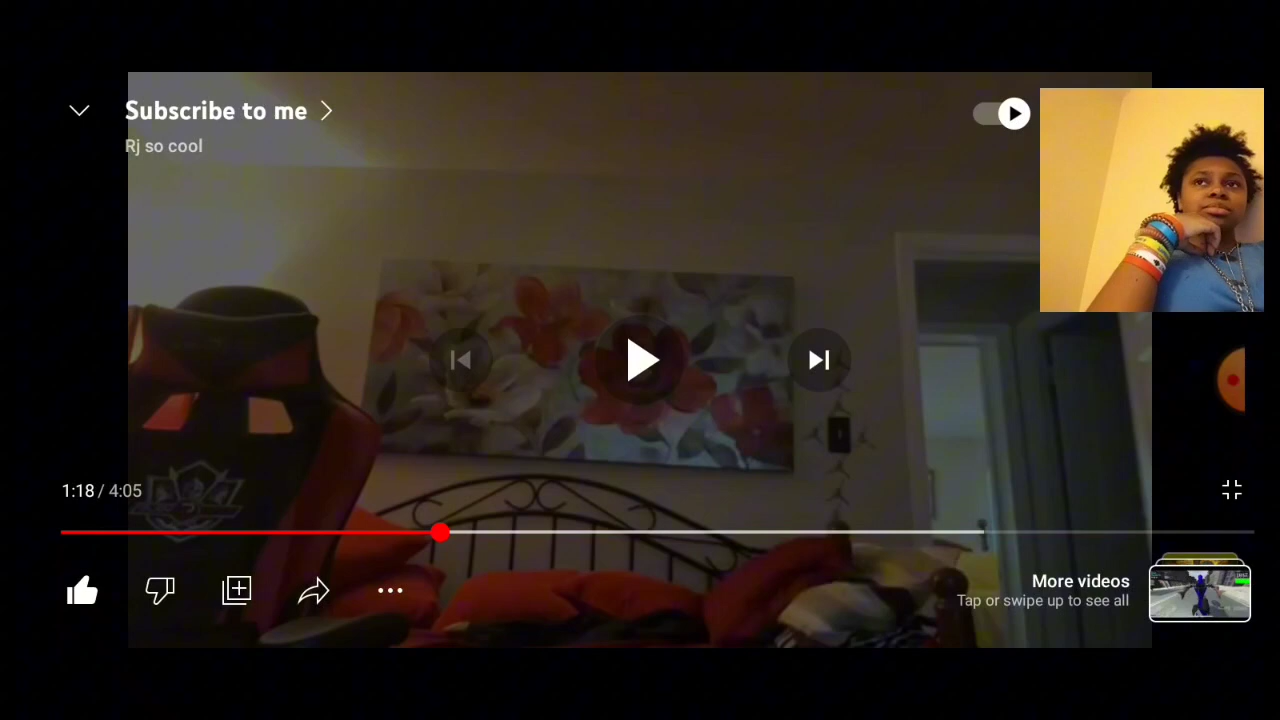 Subscribe to me
Rj so cool
1:18 / 4:05
More videos
Tap or swipe up to see all